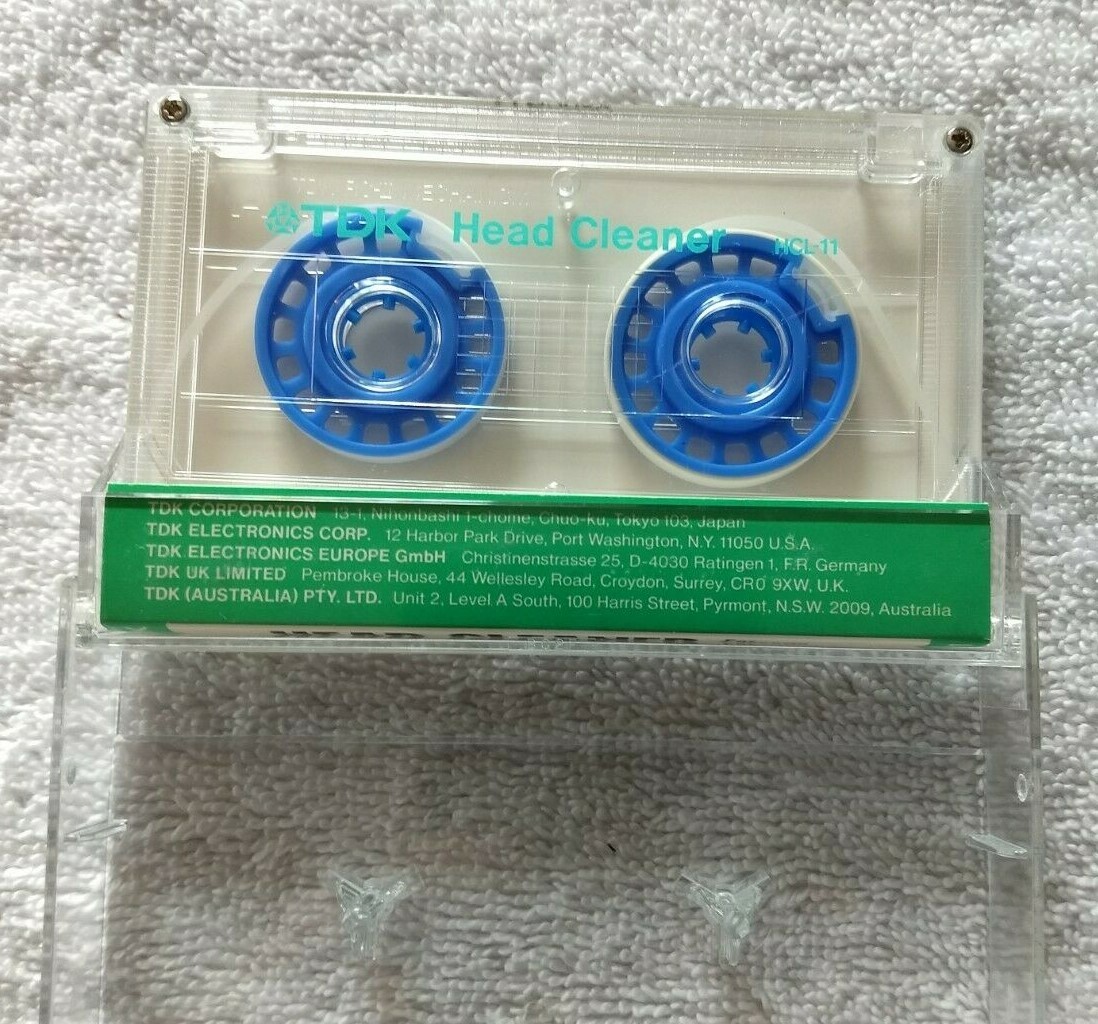 TDK Head Cleaner HCL-11
TDK CORPORATION 13-1, Nihonbashi 1-chome, Chuo-ku, Tokyo 103, Japan
TDK ELECTRONICS CORP. 12 Harbor Park Drive, Port Washington, N.Y. 11050 U.S.A.
TDK ELECTRONICS EUROPE GmbH Christinenstrasse 25, D-4030 Ratingen 1, F.R. Germany
TDK UK LIMITED Pembroke House, 44 Wellesley Road, Croydon, Surrey, CR0 9XW, U.K.
TDK (AUSTRALIA) PTY. LTD. Unit 2, Level A South, 100 Harris Street, Pyrmont, N.S.W. 2009, Australia
HEAD CLEANER